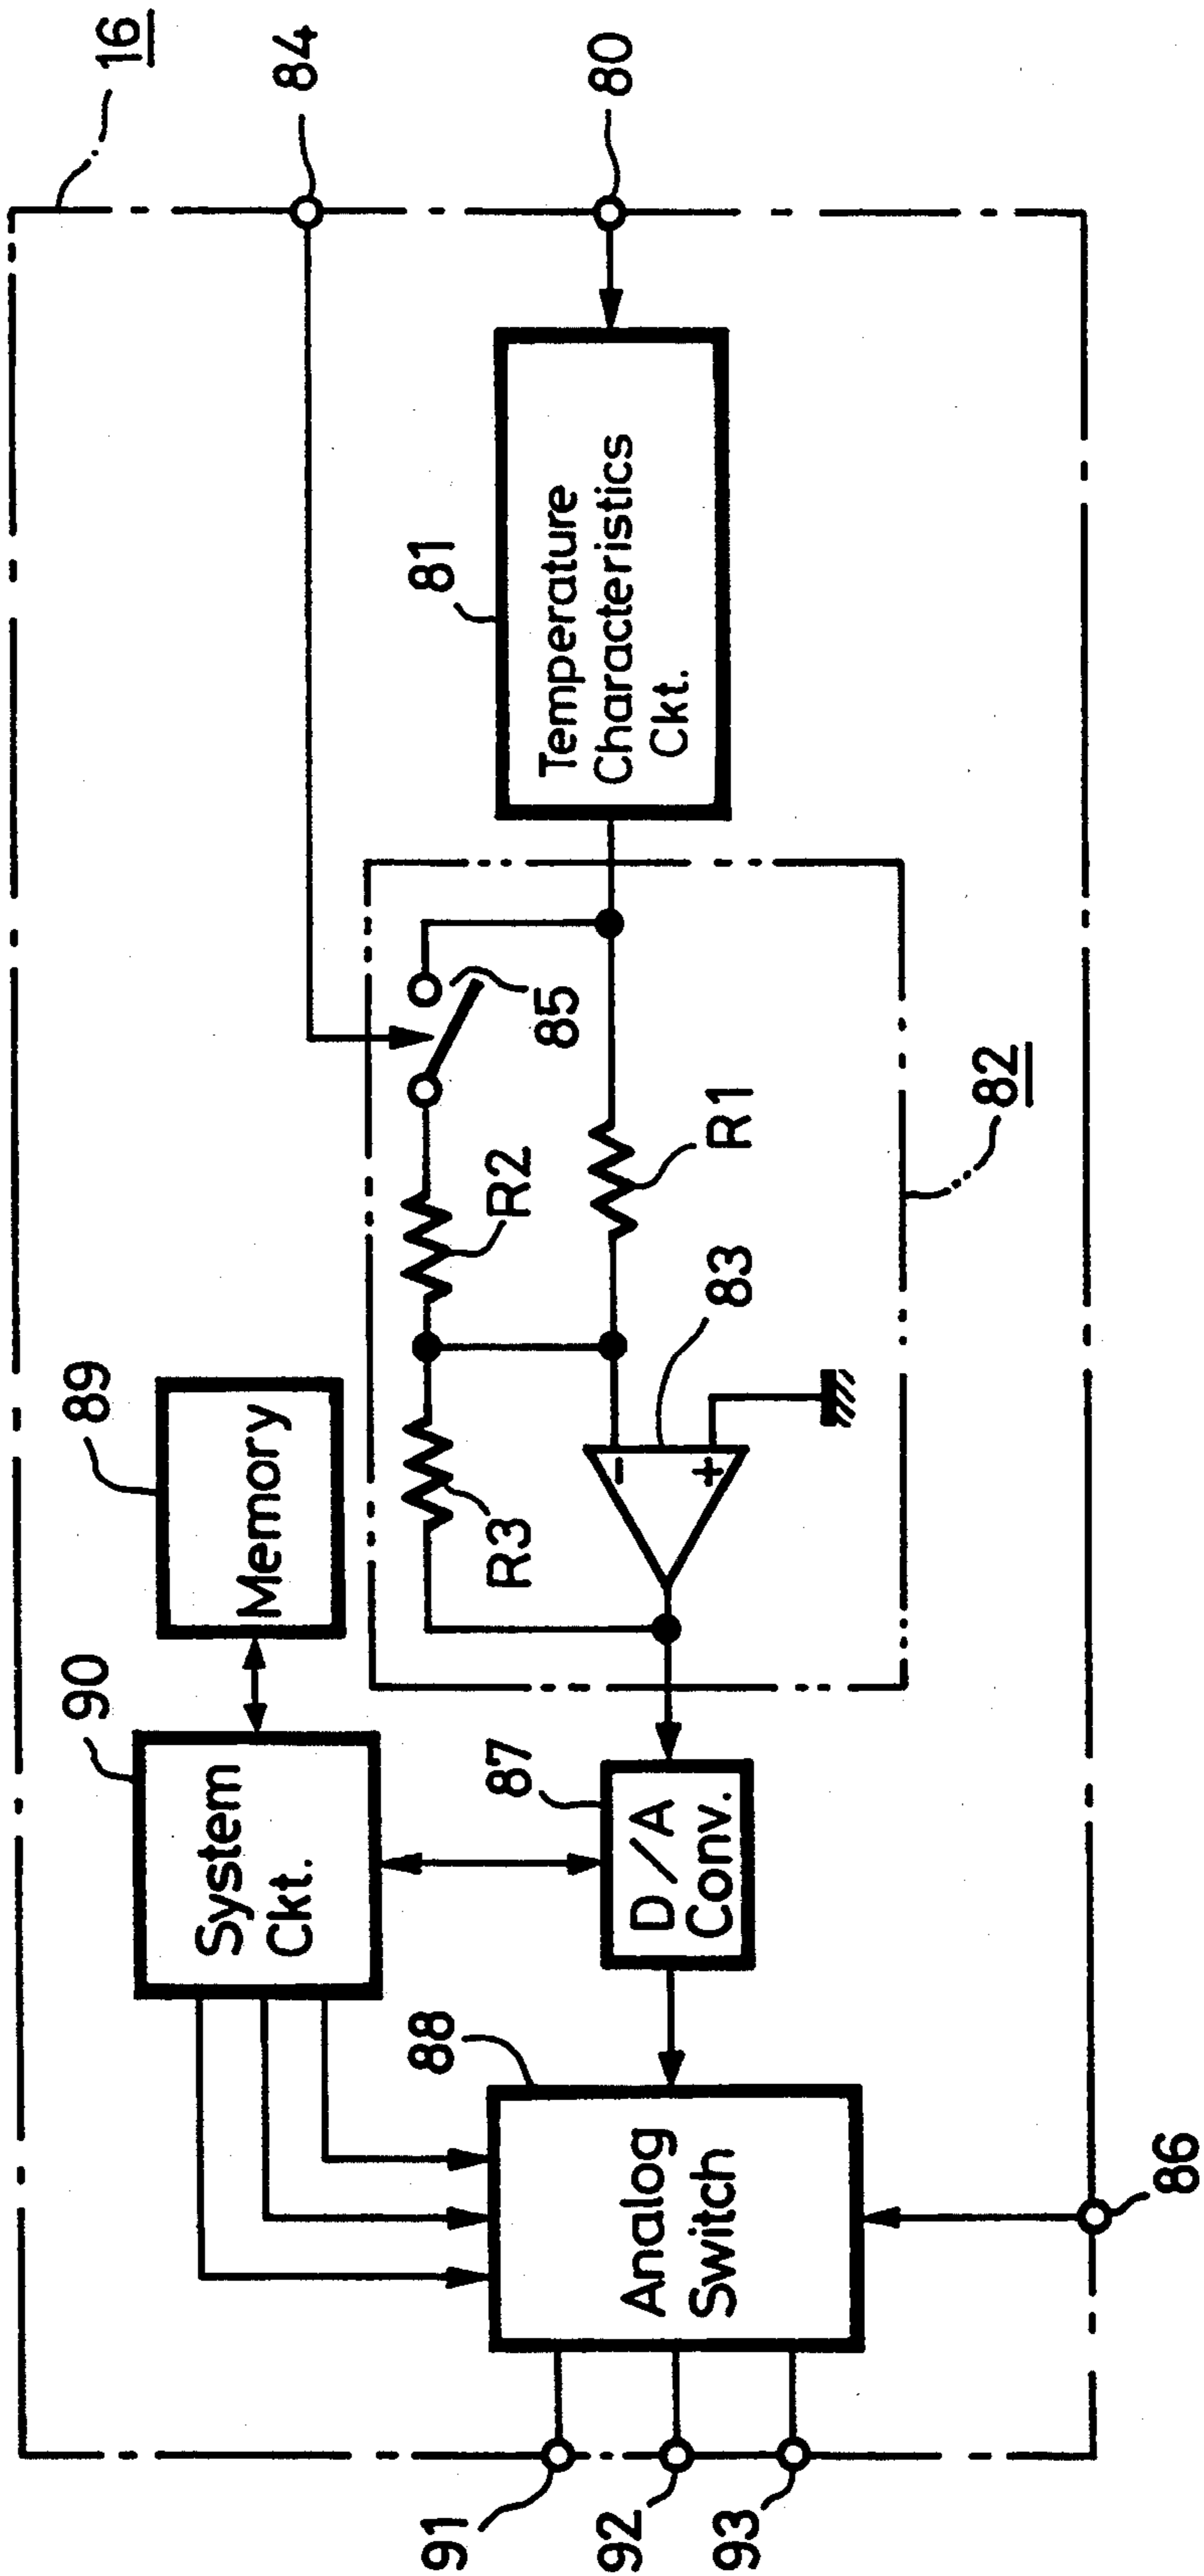 16
84
80
81
Temperature
Characteristics
Ckt.
85
R2
R1
R3
83
-
+
82
89
Memory
90
System
Ckt.
87
D/A
Conv.
88
Analog
Switch
86
91
92
93